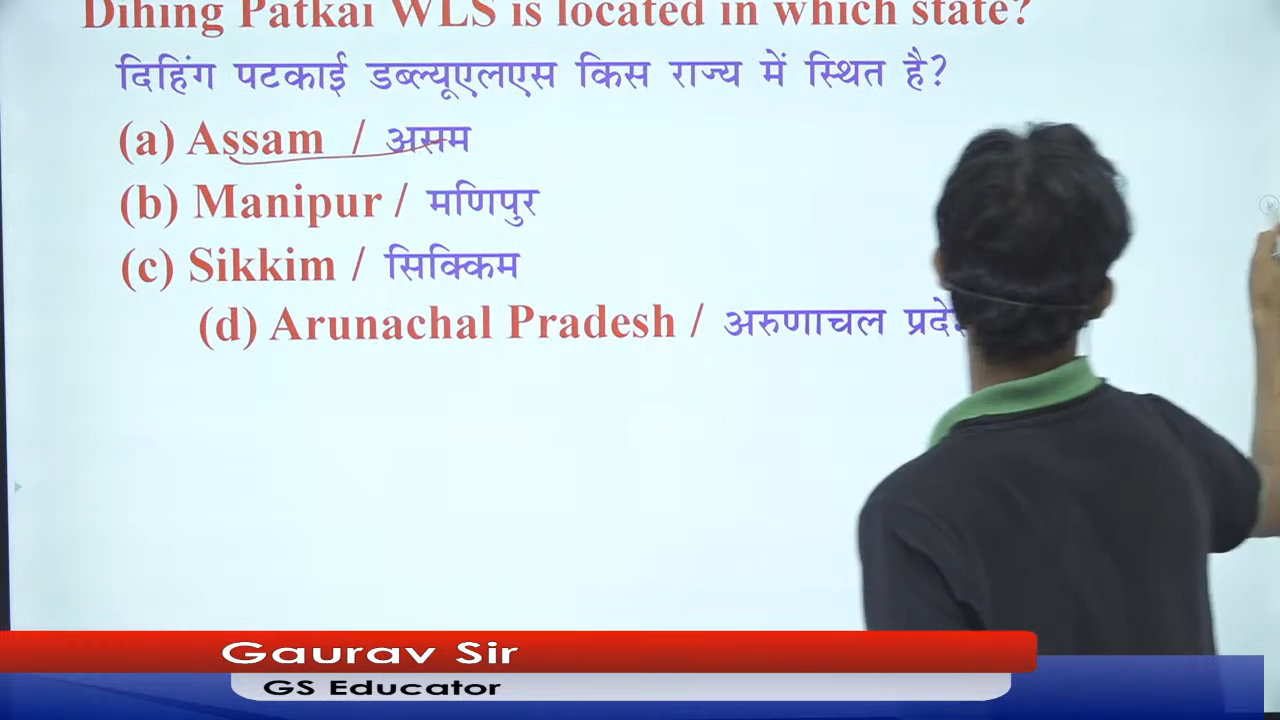 Dihing Patkai WLS is located in which state?
दिहिंग पटकाई डब्ल्यूएलएस किस राज्य में स्थित है?
(a) Assam / असम
(b) Manipur / मणिपुर
(c) Sikkim / सिक्किम
(d) Arunachal Pradesh / अरुणाचल
Gaurav Sir
GS Educator